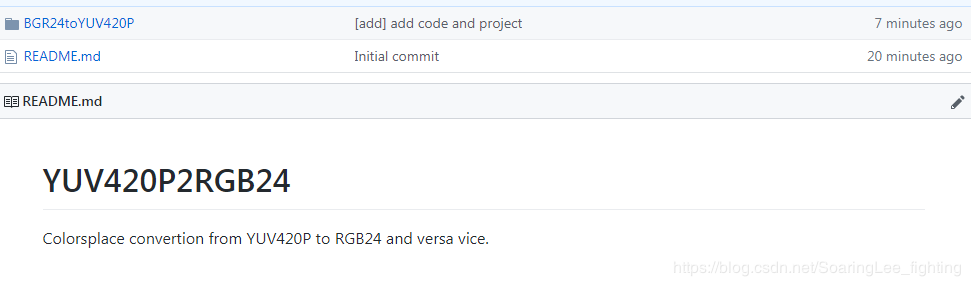 BGR24toYUV420P [add] add code and project 7 minutes ago
README.md Initial commit 20 minutes ago
README.md
YUV420P2RGB24
Colorsplace convertion from YUV420P to RGB24 and versa vice.
https://blog.csdn.net/SoaringLee_fighting